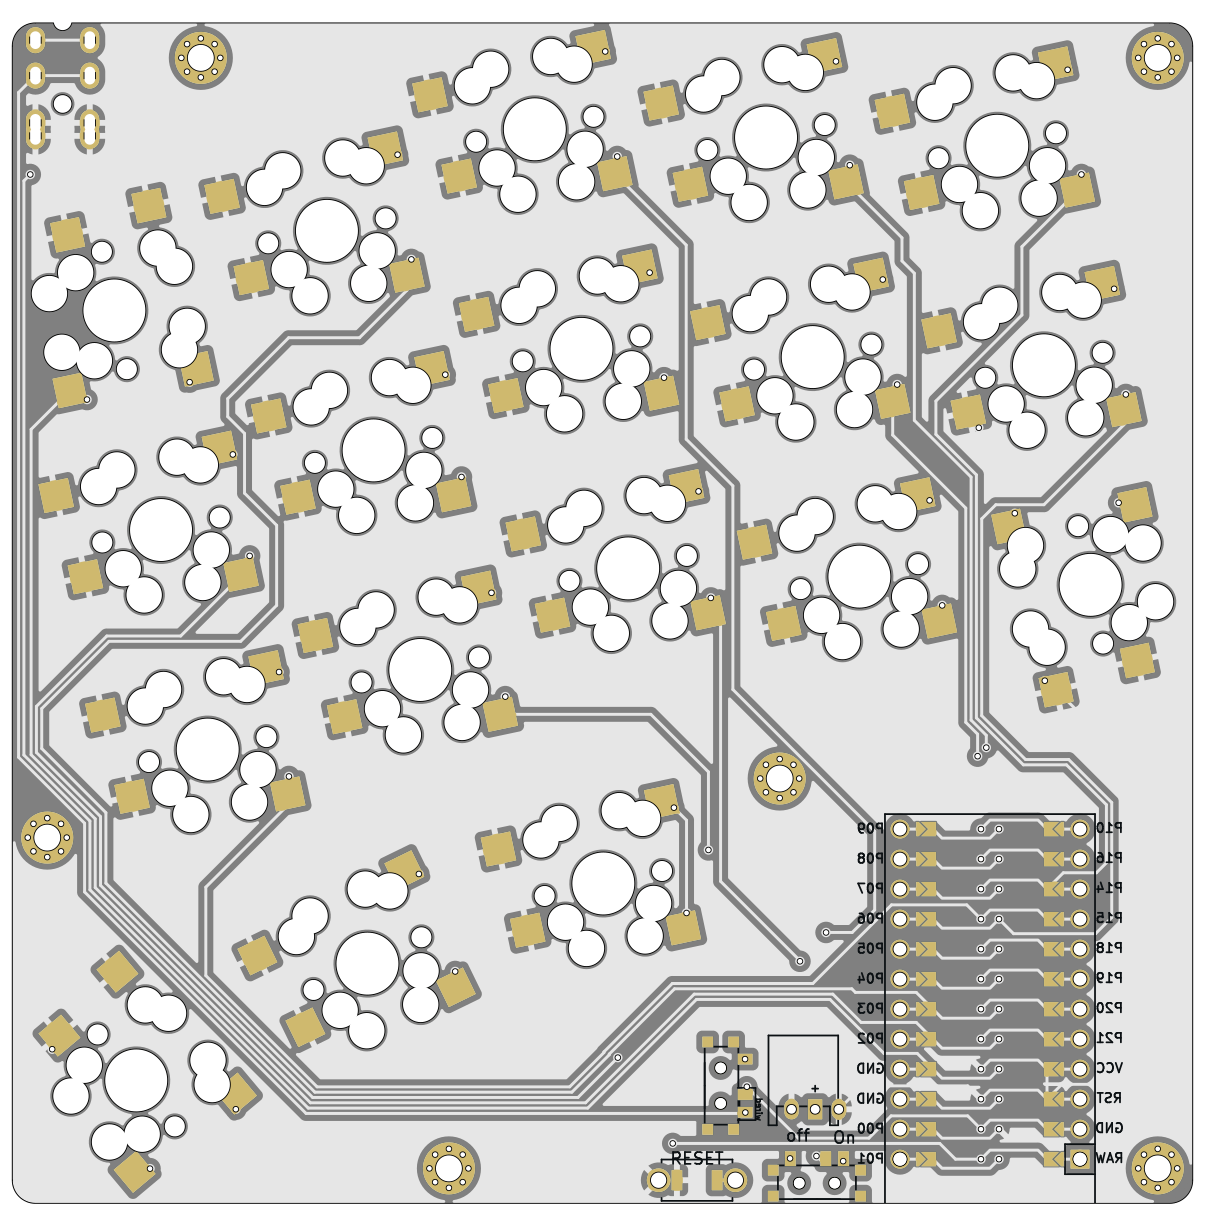 P09 P10
P08 P16
P07 P14
P06 P15
P05 P18
P04 P19
P03 P20
P02 P21
GND VCC
GND RST
P00 GND
P01 RAW
+
off On
RESET